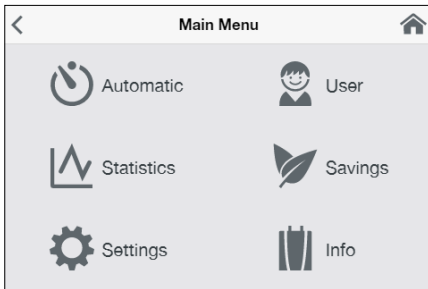 Main Menu
Automatic
User
Statistics
Savings
Settings
Info